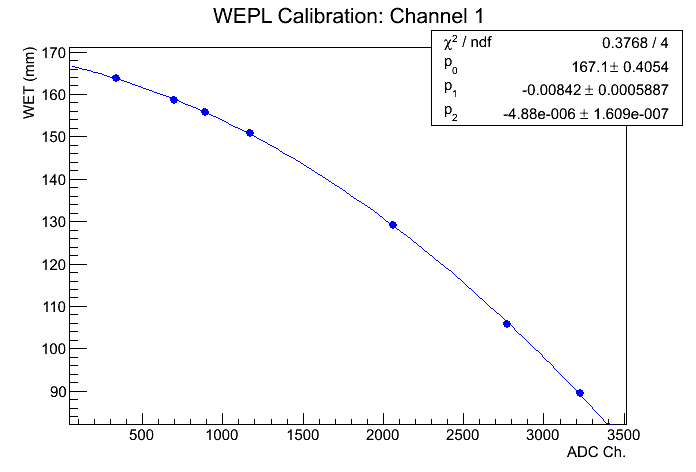 WEPL Calibration: Channel 1
χ² / ndf 0.3768 / 4
p₀ 167.1 ± 0.4054
p₁ -0.00842 ± 0.0005887
p₂ -4.88e-006 ± 1.609e-007
WET (mm)
170
160
150
140
130
120
110
100
90
500 1000 1500 2000 2500 3000 3500
ADC Ch.